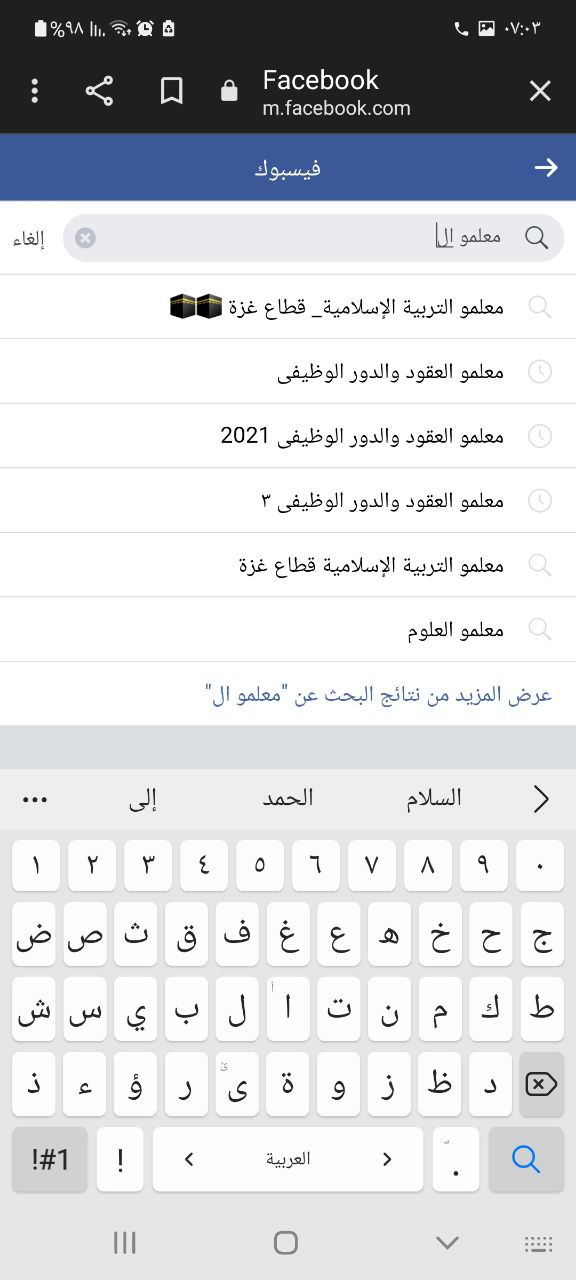 %٩٨ ٠٧:٠٣
Facebook
m.facebook.com
فيسبوك
معلمو ال
إلغاء
معلمو التربية الإسلامية_ قطاع غزة 🕋🕋
معلمو العقود والدور الوظيفى
معلمو العقود والدور الوظيفى 2021
معلمو العقود والدور الوظيفى ٣
معلمو التربية الإسلامية قطاع غزة
معلمو العلوم
عرض المزيد من نتائج البحث عن "معلمو ال"
السلام الحمد إلى
١ ٢ ٣ ٤ ٥ ٦ ٧ ٨ ٩ ٠
ج ح خ ه ع غ ف ق ث ص ض
ط ك م ن ت ا أ ل ب ي س ش
د ظ ز و ة ى ئ ر ؤ ء ذ
!#1 ! < العربية > .